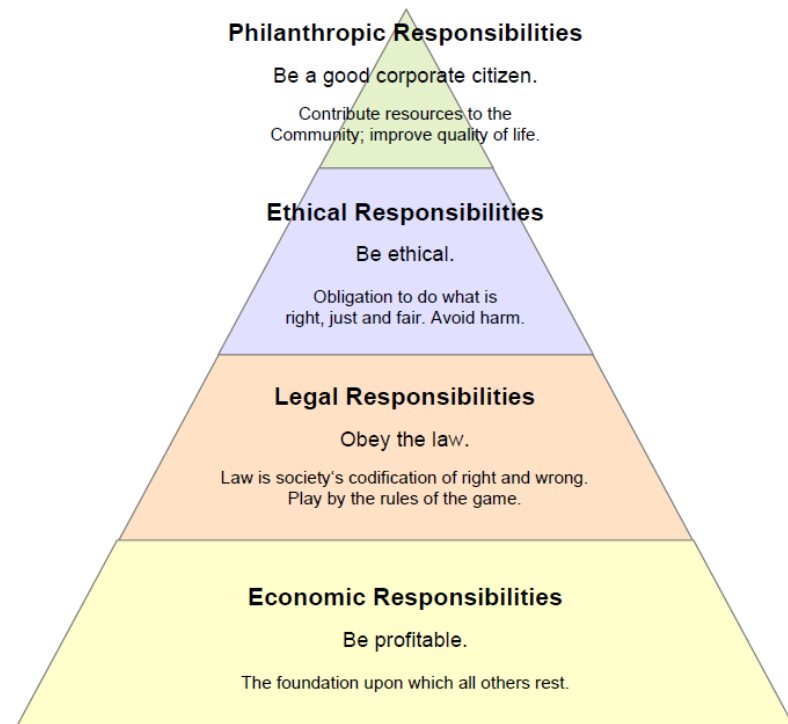 Philanthropic Responsibilities
Be a good corporate citizen.
Contribute resources to the
Community; improve quality of life.
Ethical Responsibilities
Be ethical.
Obligation to do what is
right, just and fair. Avoid harm.
Legal Responsibilities
Obey the law.
Law is society‘s codification of right and wrong.
Play by the rules of the game.
Economic Responsibilities
Be profitable.
The foundation upon which all others rest.